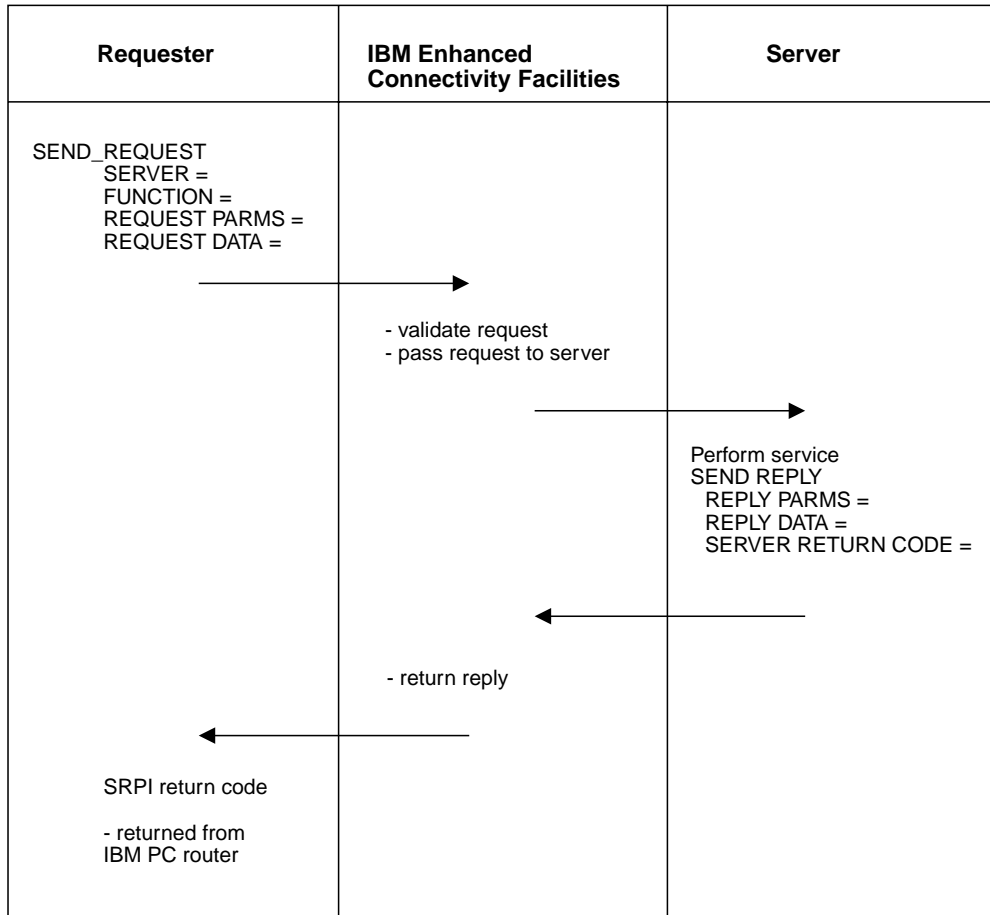 Requester
IBM Enhanced
Connectivity Facilities
Server
SEND_REQUEST
SERVER =
FUNCTION =
REQUEST PARMS =
REQUEST DATA =
- validate request
- pass request to server
Perform service
SEND REPLY
REPLY PARMS =
REPLY DATA =
SERVER RETURN CODE =
- return reply
SRPI return code
- returned from
IBM PC router